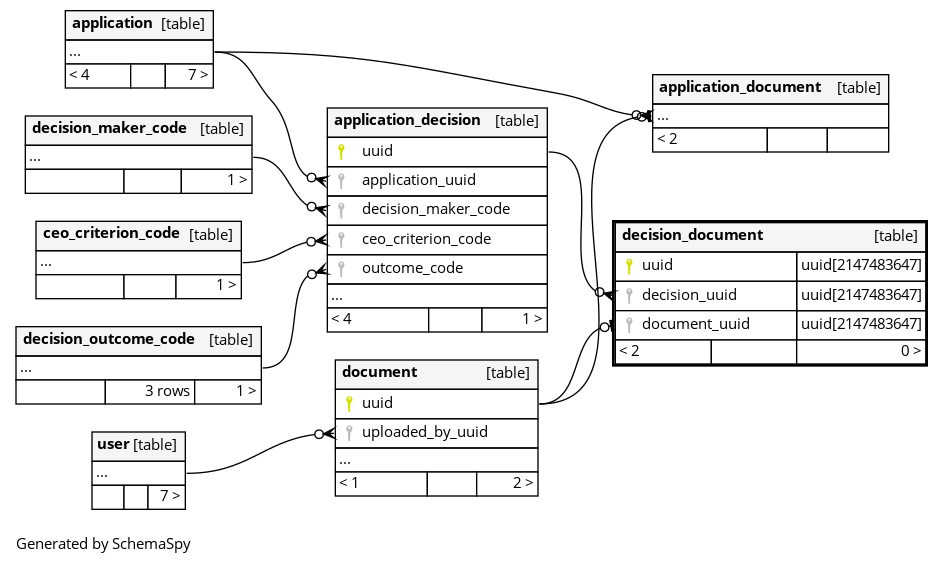 application [table]
...
< 4 7 >
decision_maker_code [table]
...
1 >
ceo_criterion_code [table]
...
1 >
decision_outcome_code [table]
...
3 rows 1 >
user [table]
...
7 >
application_decision [table]
uuid
application_uuid
decision_maker_code
ceo_criterion_code
outcome_code
...
< 4 1 >
document [table]
uuid
uploaded_by_uuid
...
< 1 2 >
application_document [table]
...
< 2
decision_document [table]
uuid uuid[2147483647]
decision_uuid uuid[2147483647]
document_uuid uuid[2147483647]
< 2 0 >
Generated by SchemaSpy